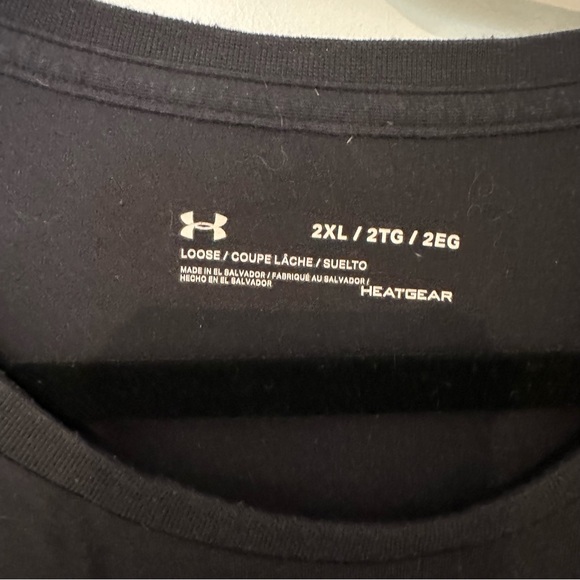 2XL / 2TG / 2EG
LOOSE / COUPE LÂCHE / SUELTO
MADE IN EL SALVADOR / FABRIQUÉ AU SALVADOR /
HECHO EN EL SALVADOR
HEATGEAR